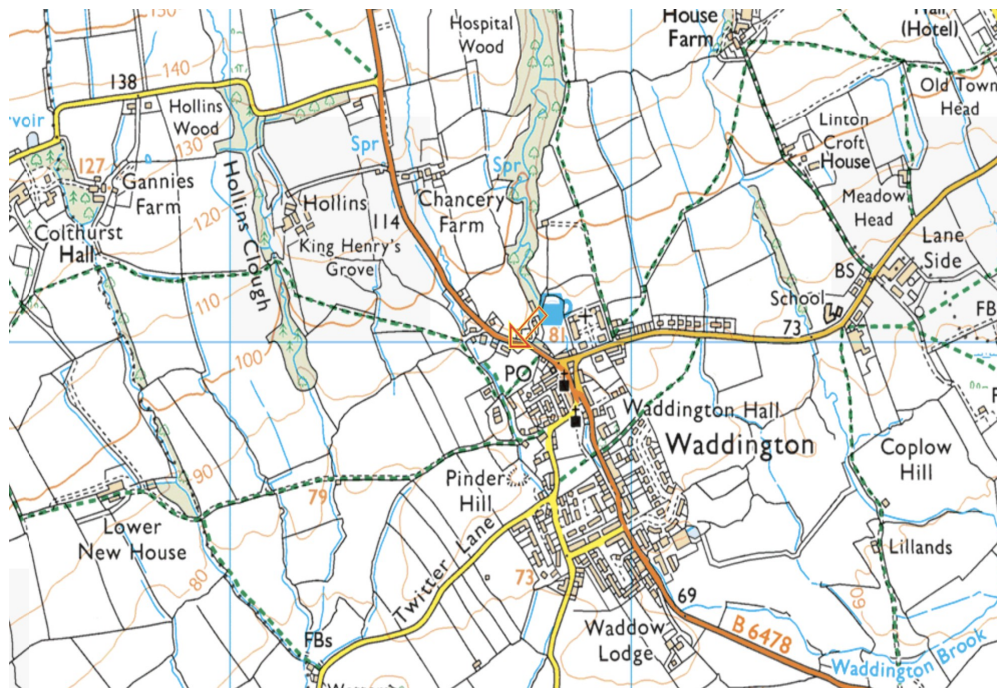 130
Hospital
Wood
House
Farm
(Hotel)
140
138
Hollins
Wood
130
voir
127
Gannies
Farm
Spr
Spr
Old Town
Head
Linton
Croft
House
Meadow
Head
120
Hollins Clough
Hollins
Chancery
Farm
114
King Henry's
Grove
Colthurst
Hall
Lane
Side
BS
110
School
73
FB
81
100
PO
Waddington Hall
Waddington
Coplow
Hill
90
79
Pinder
Hill
Lower
New House
80
Twitter Lane
73
Lillands
60
69
B 6478
FBs
Waddow
Lodge
Waddington Brook